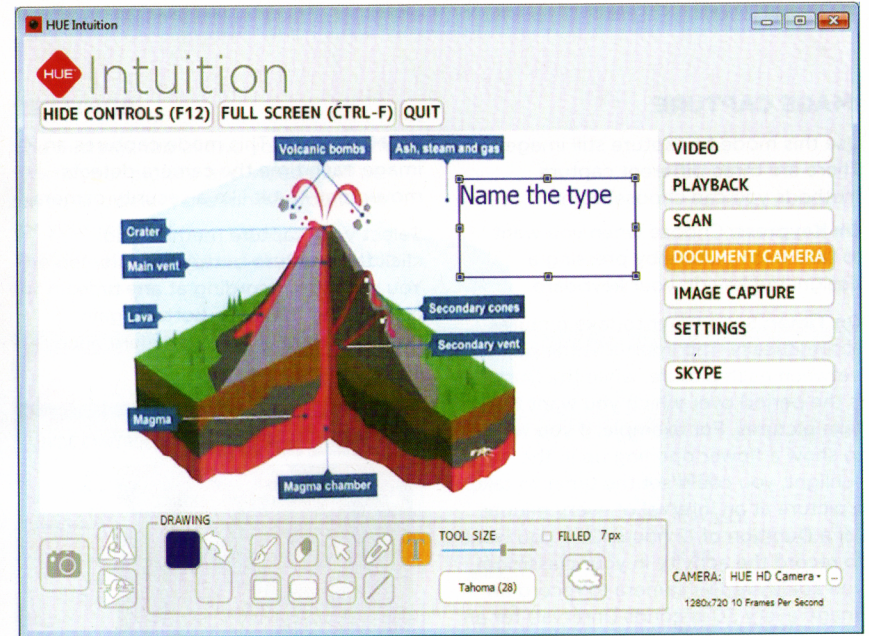 HUE Intuition
HUE Intuition
HIDE CONTROLS (F12) FULL SCREEN (CTRL-F) QUIT
Volcanic bombs
Ash, steam and gas
Name the type
Crater
Main vent
Lava
Secondary cones
Secondary vent
Magma
Magma chamber
VIDEO
PLAYBACK
SCAN
DOCUMENT CAMERA
IMAGE CAPTURE
SETTINGS
SKYPE
DRAWING
T
TOOL SIZE
FILLED 7px
Tahoma (28)
CAMERA: HUE HD Camera
1280x720 10 Frames Per Second